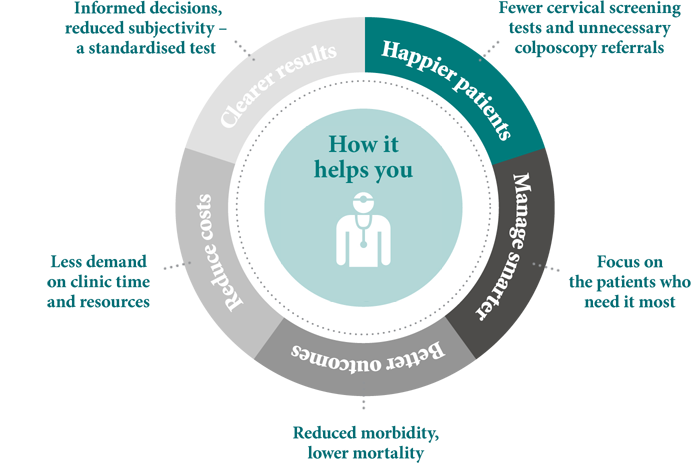 Informed decisions,
reduced subjectivity –
a standardised test
Fewer cervical screening
tests and unnecessary
colposcopy referrals
Clearer results
Happier patients
How it
helps you
Manage smarter
Reduce costs
Less demand
on clinic time
and resources
Focus on
the patients who
need it most
Better outcomes
Reduced morbidity,
lower mortality